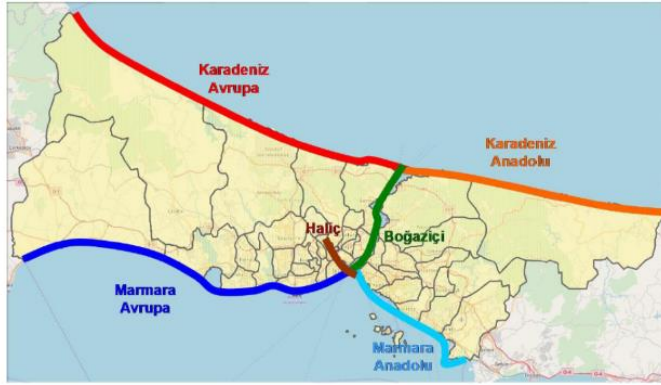 Karadeniz
Avrupa
Karadeniz
Anadolu
Haliç
Boğaziçi
Marmara
Avrupa
Marmara
Anadolu